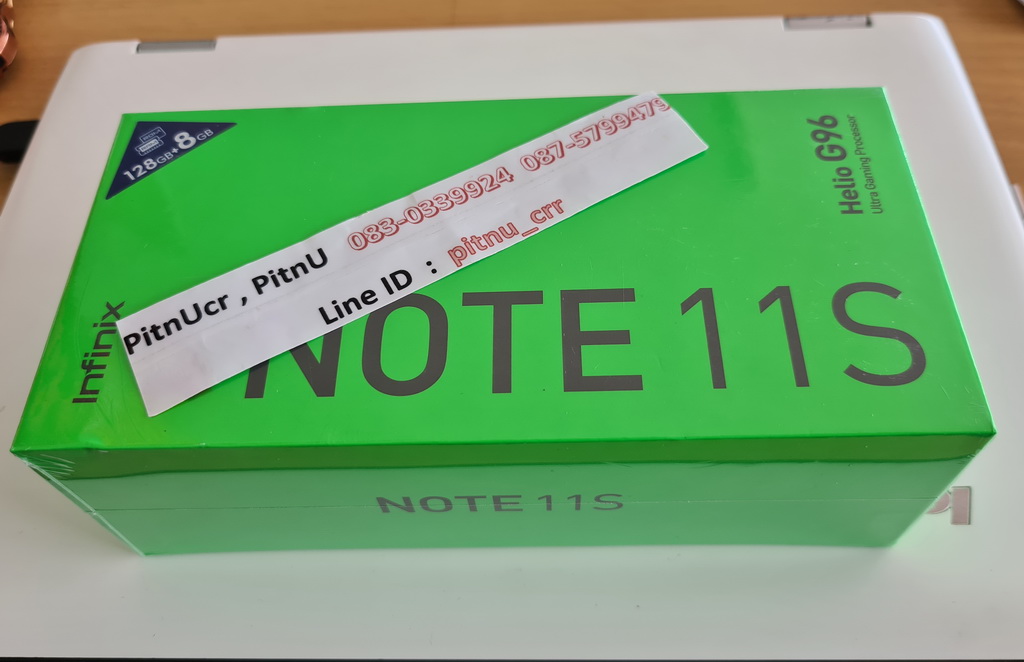 128GB+8GB
Helio G96
Ultra Gaming Processor
PitnUcr , PitnU 083-0339924 087-5799479
Line ID : pitnu_crr
Infinix
NOTE 11S
NOTE 11S